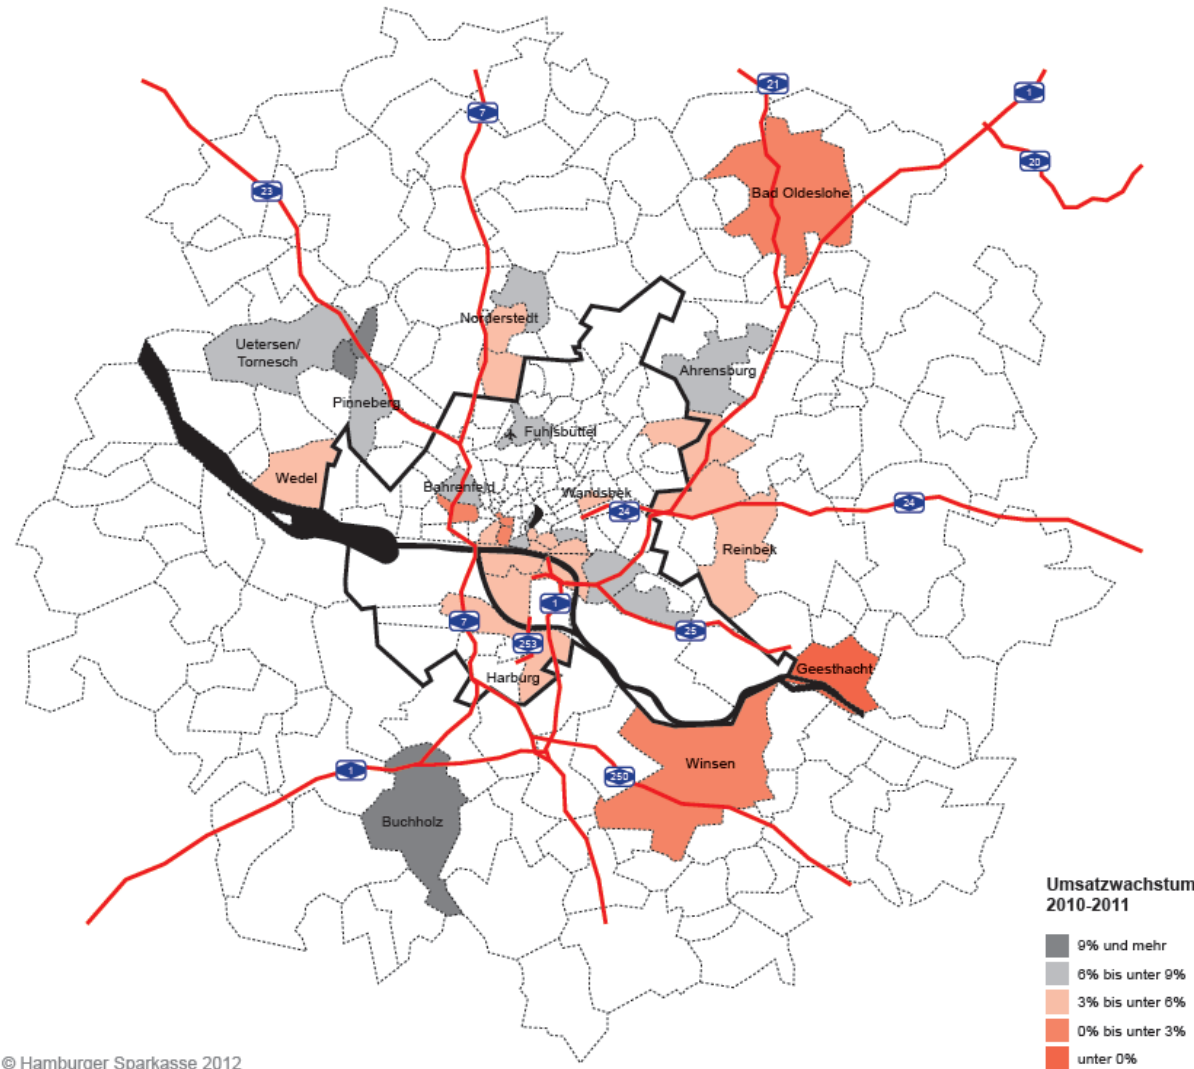 21
1
7
20
23
Bad Oldeslohe
Norderstedt
Uetersen/
Tornesch
Ahrensburg
Pinneberg
Fuhlsbüttel
Wedel
Bahrenfeld
Wandsbek
24
24
Reinbek
1
7
25
253
Geesthacht
Harburg
Winsen
1
250
Buchholz
Umsatzwachstum
2010-2011
9% und mehr
6% bis unter 9%
3% bis unter 6%
0% bis unter 3%
unter 0%
© Hamburger Sparkasse 2012